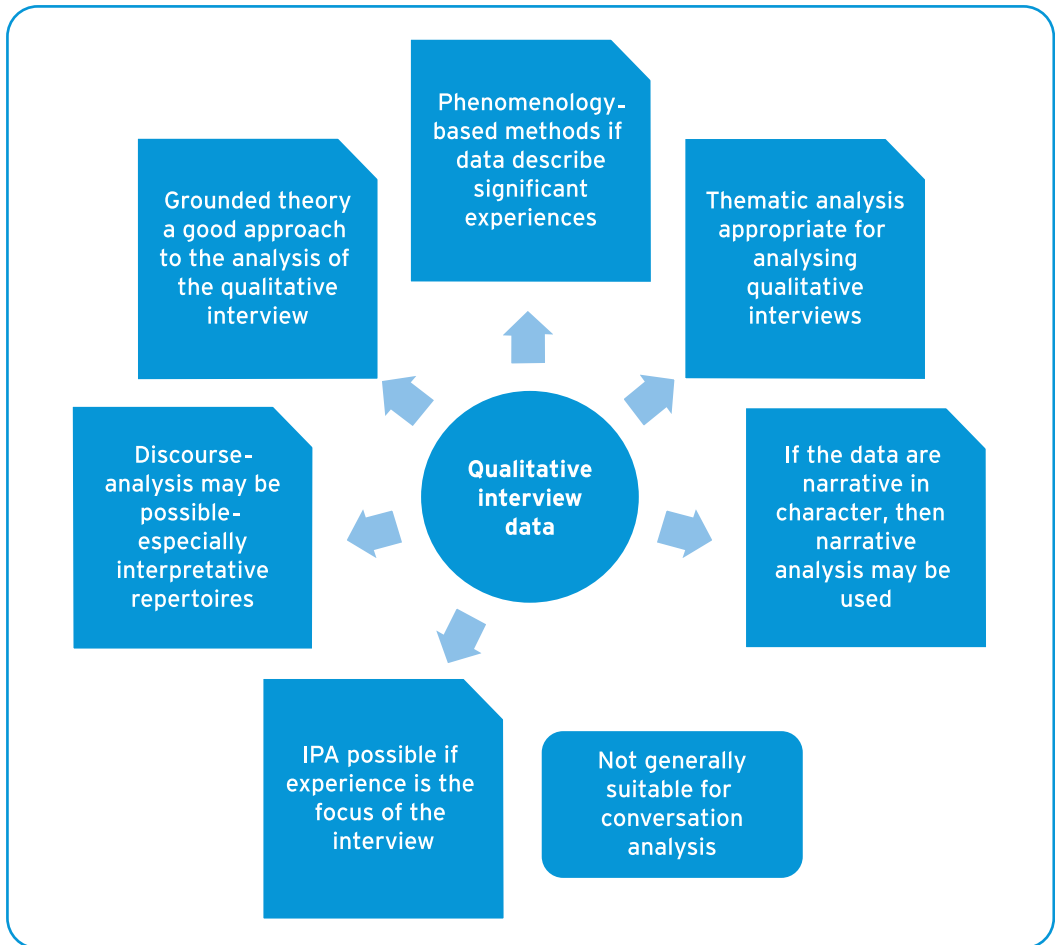 Phenomenology-
based methods if
data describe
significant
experiences
Grounded theory
a good approach
to the analysis of
the qualitative
interview
Thematic analysis
appropriate for
analysing
qualitative
interviews
Discourse-
analysis may be
possible-
especially
interpretative
repertoires
Qualitative
interview
data
If the data are
narrative in
character, then
narrative
analysis may be
used
IPA possible if
experience is the
focus of the
interview
Not generally
suitable for
conversation
analysis